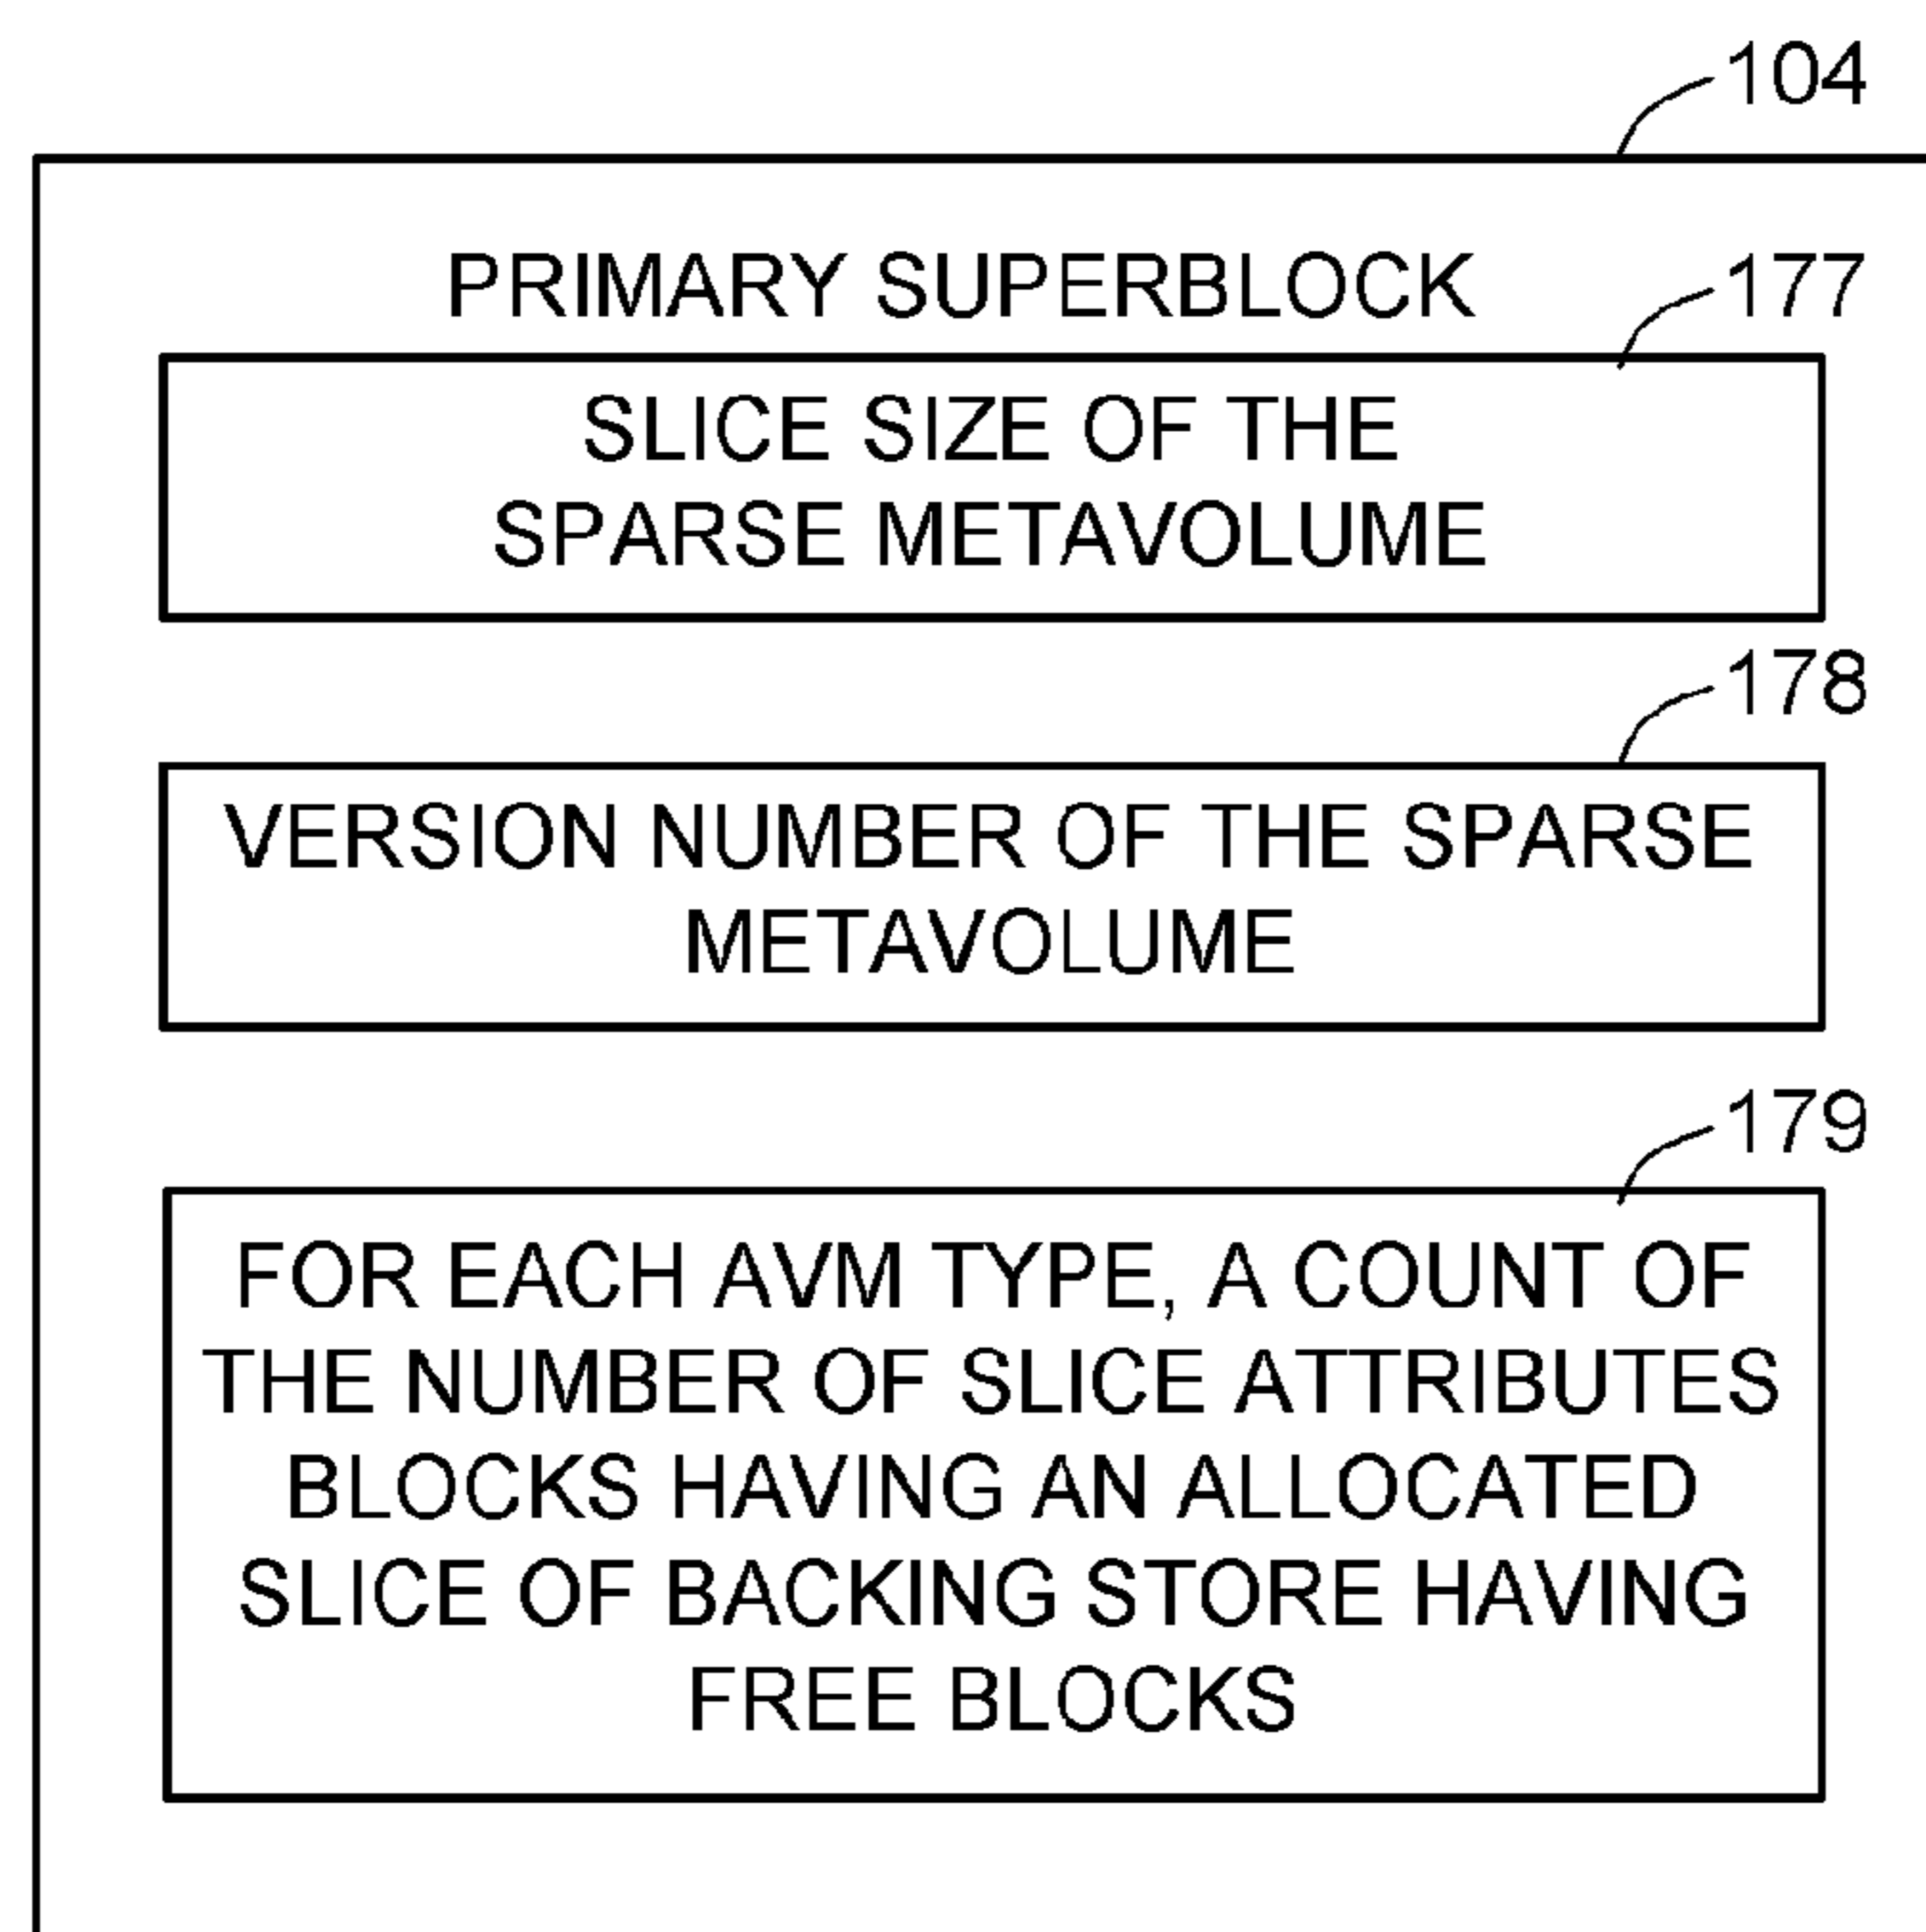 104
PRIMARY SUPERBLOCK
177
SLICE SIZE OF THE
SPARSE METAVOLUME
178
VERSION NUMBER OF THE SPARSE
METAVOLUME
179
FOR EACH AVM TYPE, A COUNT OF
THE NUMBER OF SLICE ATTRIBUTES
BLOCKS HAVING AN ALLOCATED
SLICE OF BACKING STORE HAVING
FREE BLOCKS